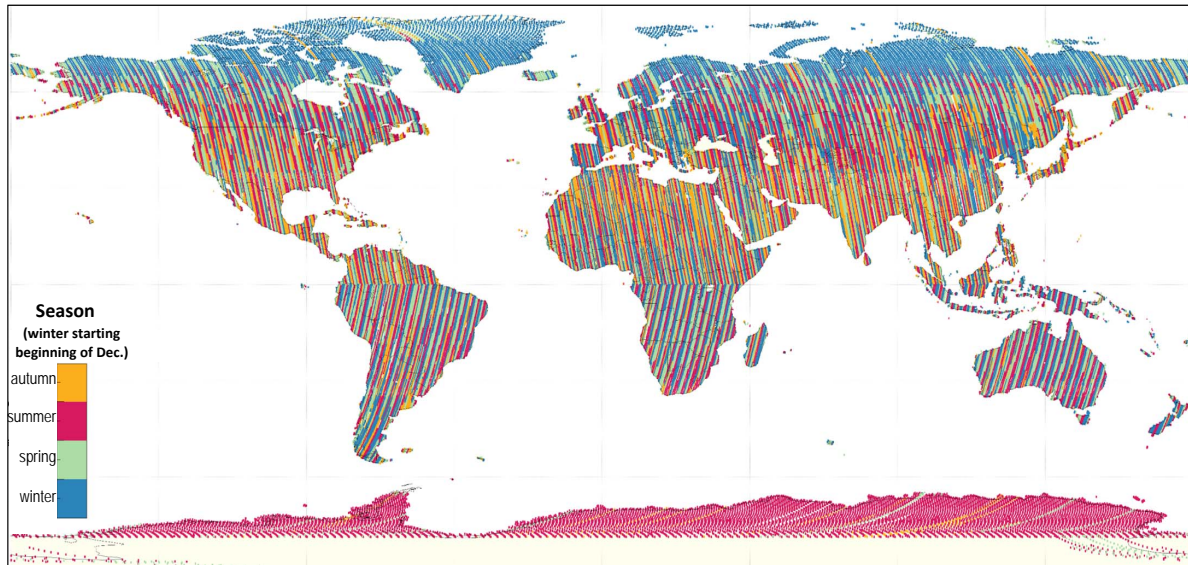 Season
(winter starting
beginning of Dec.)
autumn
summer
spring
winter